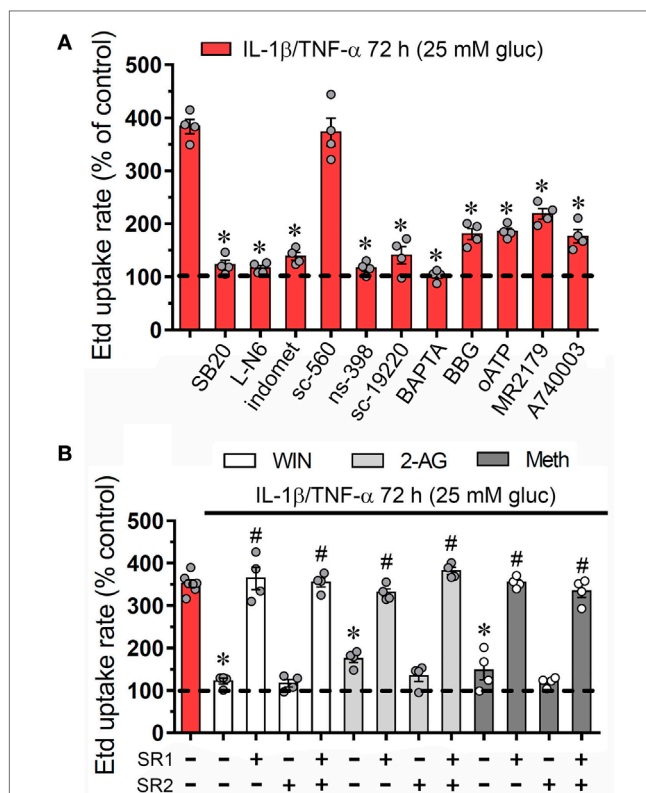 A
IL-1β/TNF-α 72 h (25 mM gluc)
Etd uptake rate (% of control)
500
400
300
200
100
0
* * * * * * * * * *
SB20
L-N6
indomet
sc-560
ns-398
sc-19220
BAPTA
BBG
oATP
MR2179
A740003
B
WIN 2-AG Meth
IL-1β/TNF-α 72 h (25 mM gluc)
Etd uptake rate (% control)
500
400
300
200
100
0
* # # * # # * # #
SR1 – – + – + – + – + – + – +
SR2 – – – + + – – + + – – + +